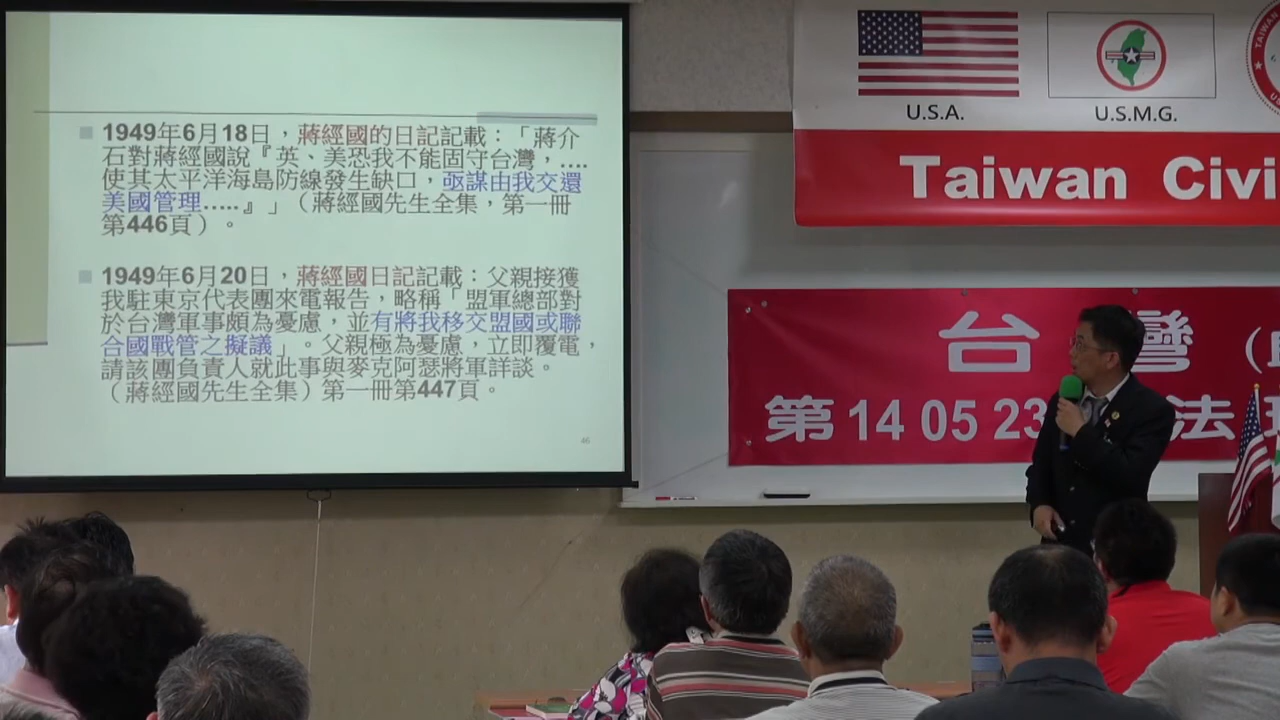 1949年6月18日，蔣經國的日記記載：「蔣介
石對蔣經國說『英、美恐我不能固守台灣，....
使其太平洋海島防線發生缺口，亟謀由我交還
美國管理.....』」（蔣經國先生全集，第一冊
第446頁）。
1949年6月20日，蔣經國日記記載：父親接獲
我駐東京代表團來電報告，略稱「盟軍總部對
於台灣軍事頗為憂慮，並有將我移交盟國或聯
合國戰管之擬議」。父親極為憂慮，立即覆電，
請該團負責人就此事與麥克阿瑟將軍詳談。
（蔣經國先生全集）第一冊第447頁。
46
U.S.A.
U.S.M.G.
TAIWAN
Taiwan Civi
台灣（
第14 05 23 法